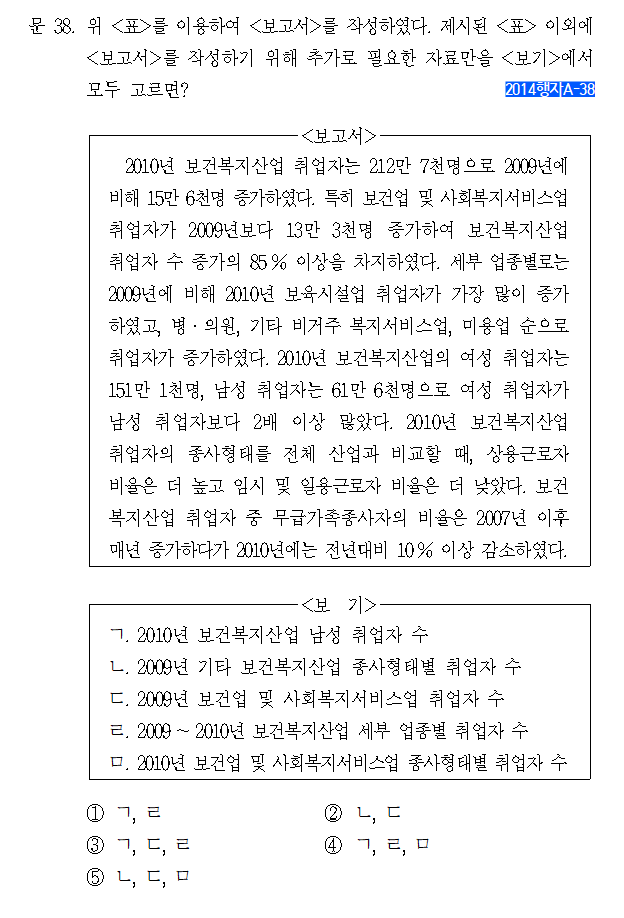 문 38. 위 <표>를 이용하여 <보고서>를 작성하였다. 제시된 <표> 이외에
<보고서>를 작성하기 위해 추가로 필요한 자료만을 <보기>에서
모두 고르면?
2014행자A-38
<보고서>
2010년 보건복지산업 취업자는 212만 7천명으로 2009년에
비해 15만 6천명 증가하였다. 특히 보건업 및 사회복지서비스업
취업자가 2009년보다 13만 3천명 증가하여 보건복지산업
취업자 수 증가의 85 % 이상을 차지하였다. 세부 업종별로는
2009년에 비해 2010년 보육시설업 취업자가 가장 많이 증가
하였고, 병·의원, 기타 비거주 복지서비스업, 미용업 순으로
취업자가 증가하였다. 2010년 보건복지산업의 여성 취업자는
151만 1천명, 남성 취업자는 61만 6천명으로 여성 취업자가
남성 취업자보다 2배 이상 많았다. 2010년 보건복지산업
취업자의 종사형태를 전체 산업과 비교할 때, 상용근로자
비율은 더 높고 임시 및 일용근로자 비율은 더 낮았다. 보건
복지산업 취업자 중 무급가족종사자의 비율은 2007년 이후
매년 증가하다가 2010년에는 전년대비 10 % 이상 감소하였다.
<보 기>
ㄱ. 2010년 보건복지산업 남성 취업자 수
ㄴ. 2009년 기타 보건복지산업 종사형태별 취업자 수
ㄷ. 2009년 보건업 및 사회복지서비스업 취업자 수
ㄹ. 2009 ~ 2010년 보건복지산업 세부 업종별 취업자 수
ㅁ. 2010년 보건업 및 사회복지서비스업 종사형태별 취업자 수
① ㄱ, ㄹ ② ㄴ, ㄷ
③ ㄱ, ㄷ, ㄹ ④ ㄱ, ㄹ, ㅁ
⑤ ㄴ, ㄷ, ㅁ